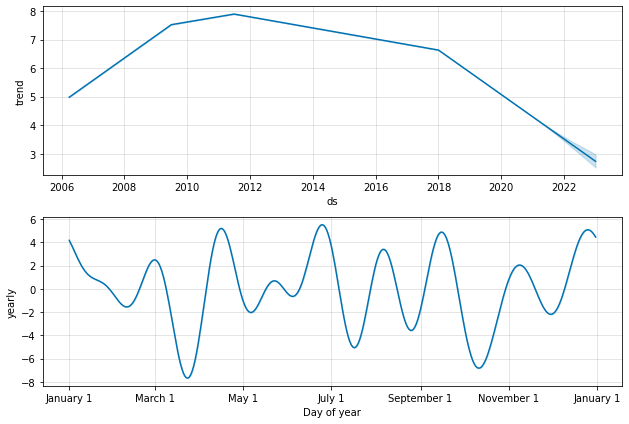 8
7
6
5
4
3
trend
2006 2008 2010 2012 2014 2016 2018 2020 2022
ds
6
4
2
0
−2
−4
−6
−8
yearly
January 1 March 1 May 1 July 1 September 1 November 1 January 1
Day of year